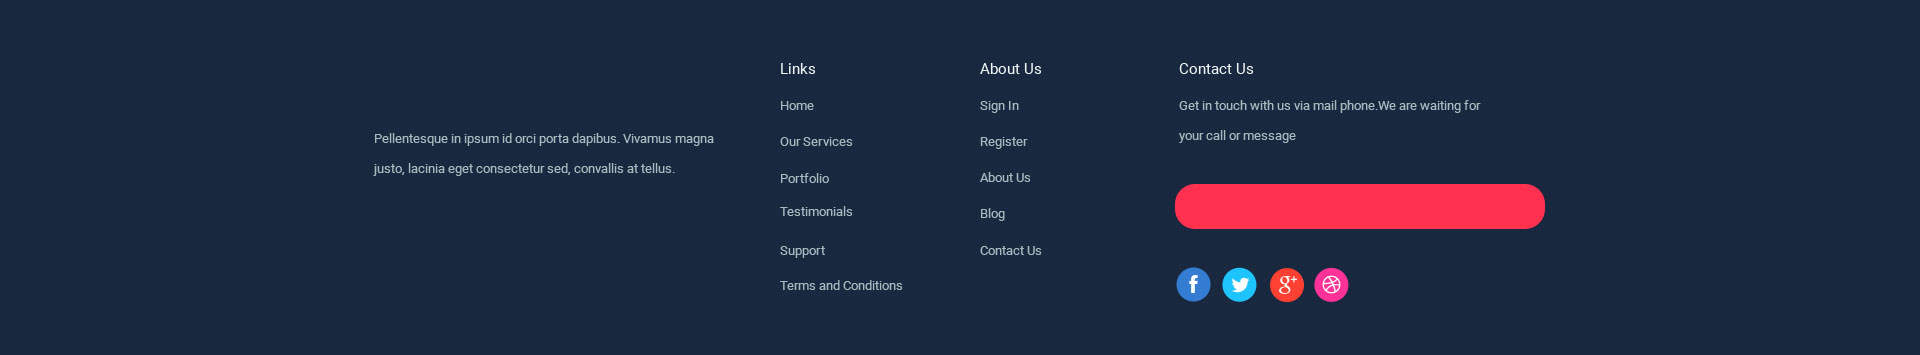 Pellentesque in ipsum id orci porta dapibus. Vivamus magna
justo, lacinia eget consectetur sed, convallis at tellus.
Links
Home
Our Services
Portfolio
Testimonials
Support
Terms and Conditions
About Us
Sign In
Register
About Us
Blog
Contact Us
Contact Us
Get in touch with us via mail phone.We are waiting for
your call or message